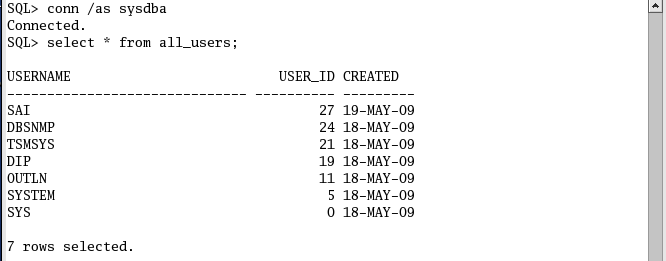 SQL> conn /as sysdba
Connected.
SQL> select * from all_users;
USERNAME                          USER_ID CREATED
------------------------------ ---------- ---------
SAI                                    27 19-MAY-09
DBSNMP                                 24 18-MAY-09
TSMSYS                                 21 18-MAY-09
DIP                                    19 18-MAY-09
OUTLN                                  11 18-MAY-09
SYSTEM                                  5 18-MAY-09
SYS                                     0 18-MAY-09
7 rows selected.